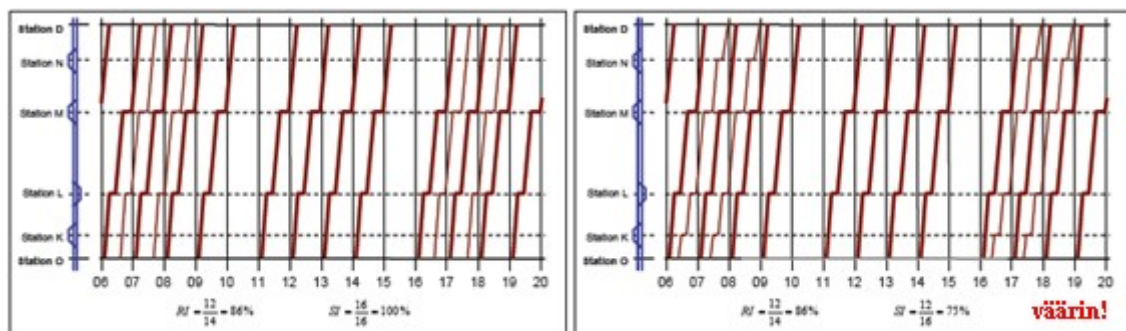 Station D
Station N
Station M
Station L
Station K
Station O
06 07 08 09 10 11 12 13 14 15 16 17 18 19 20
RI = 12/14 = 86% SI = 16/16 = 100%
Station D
Station N
Station M
Station L
Station K
Station O
06 07 08 09 10 11 12 13 14 15 16 17 18 19 20
RI = 12/14 = 86% SI = 12/16 = 75% väärin!